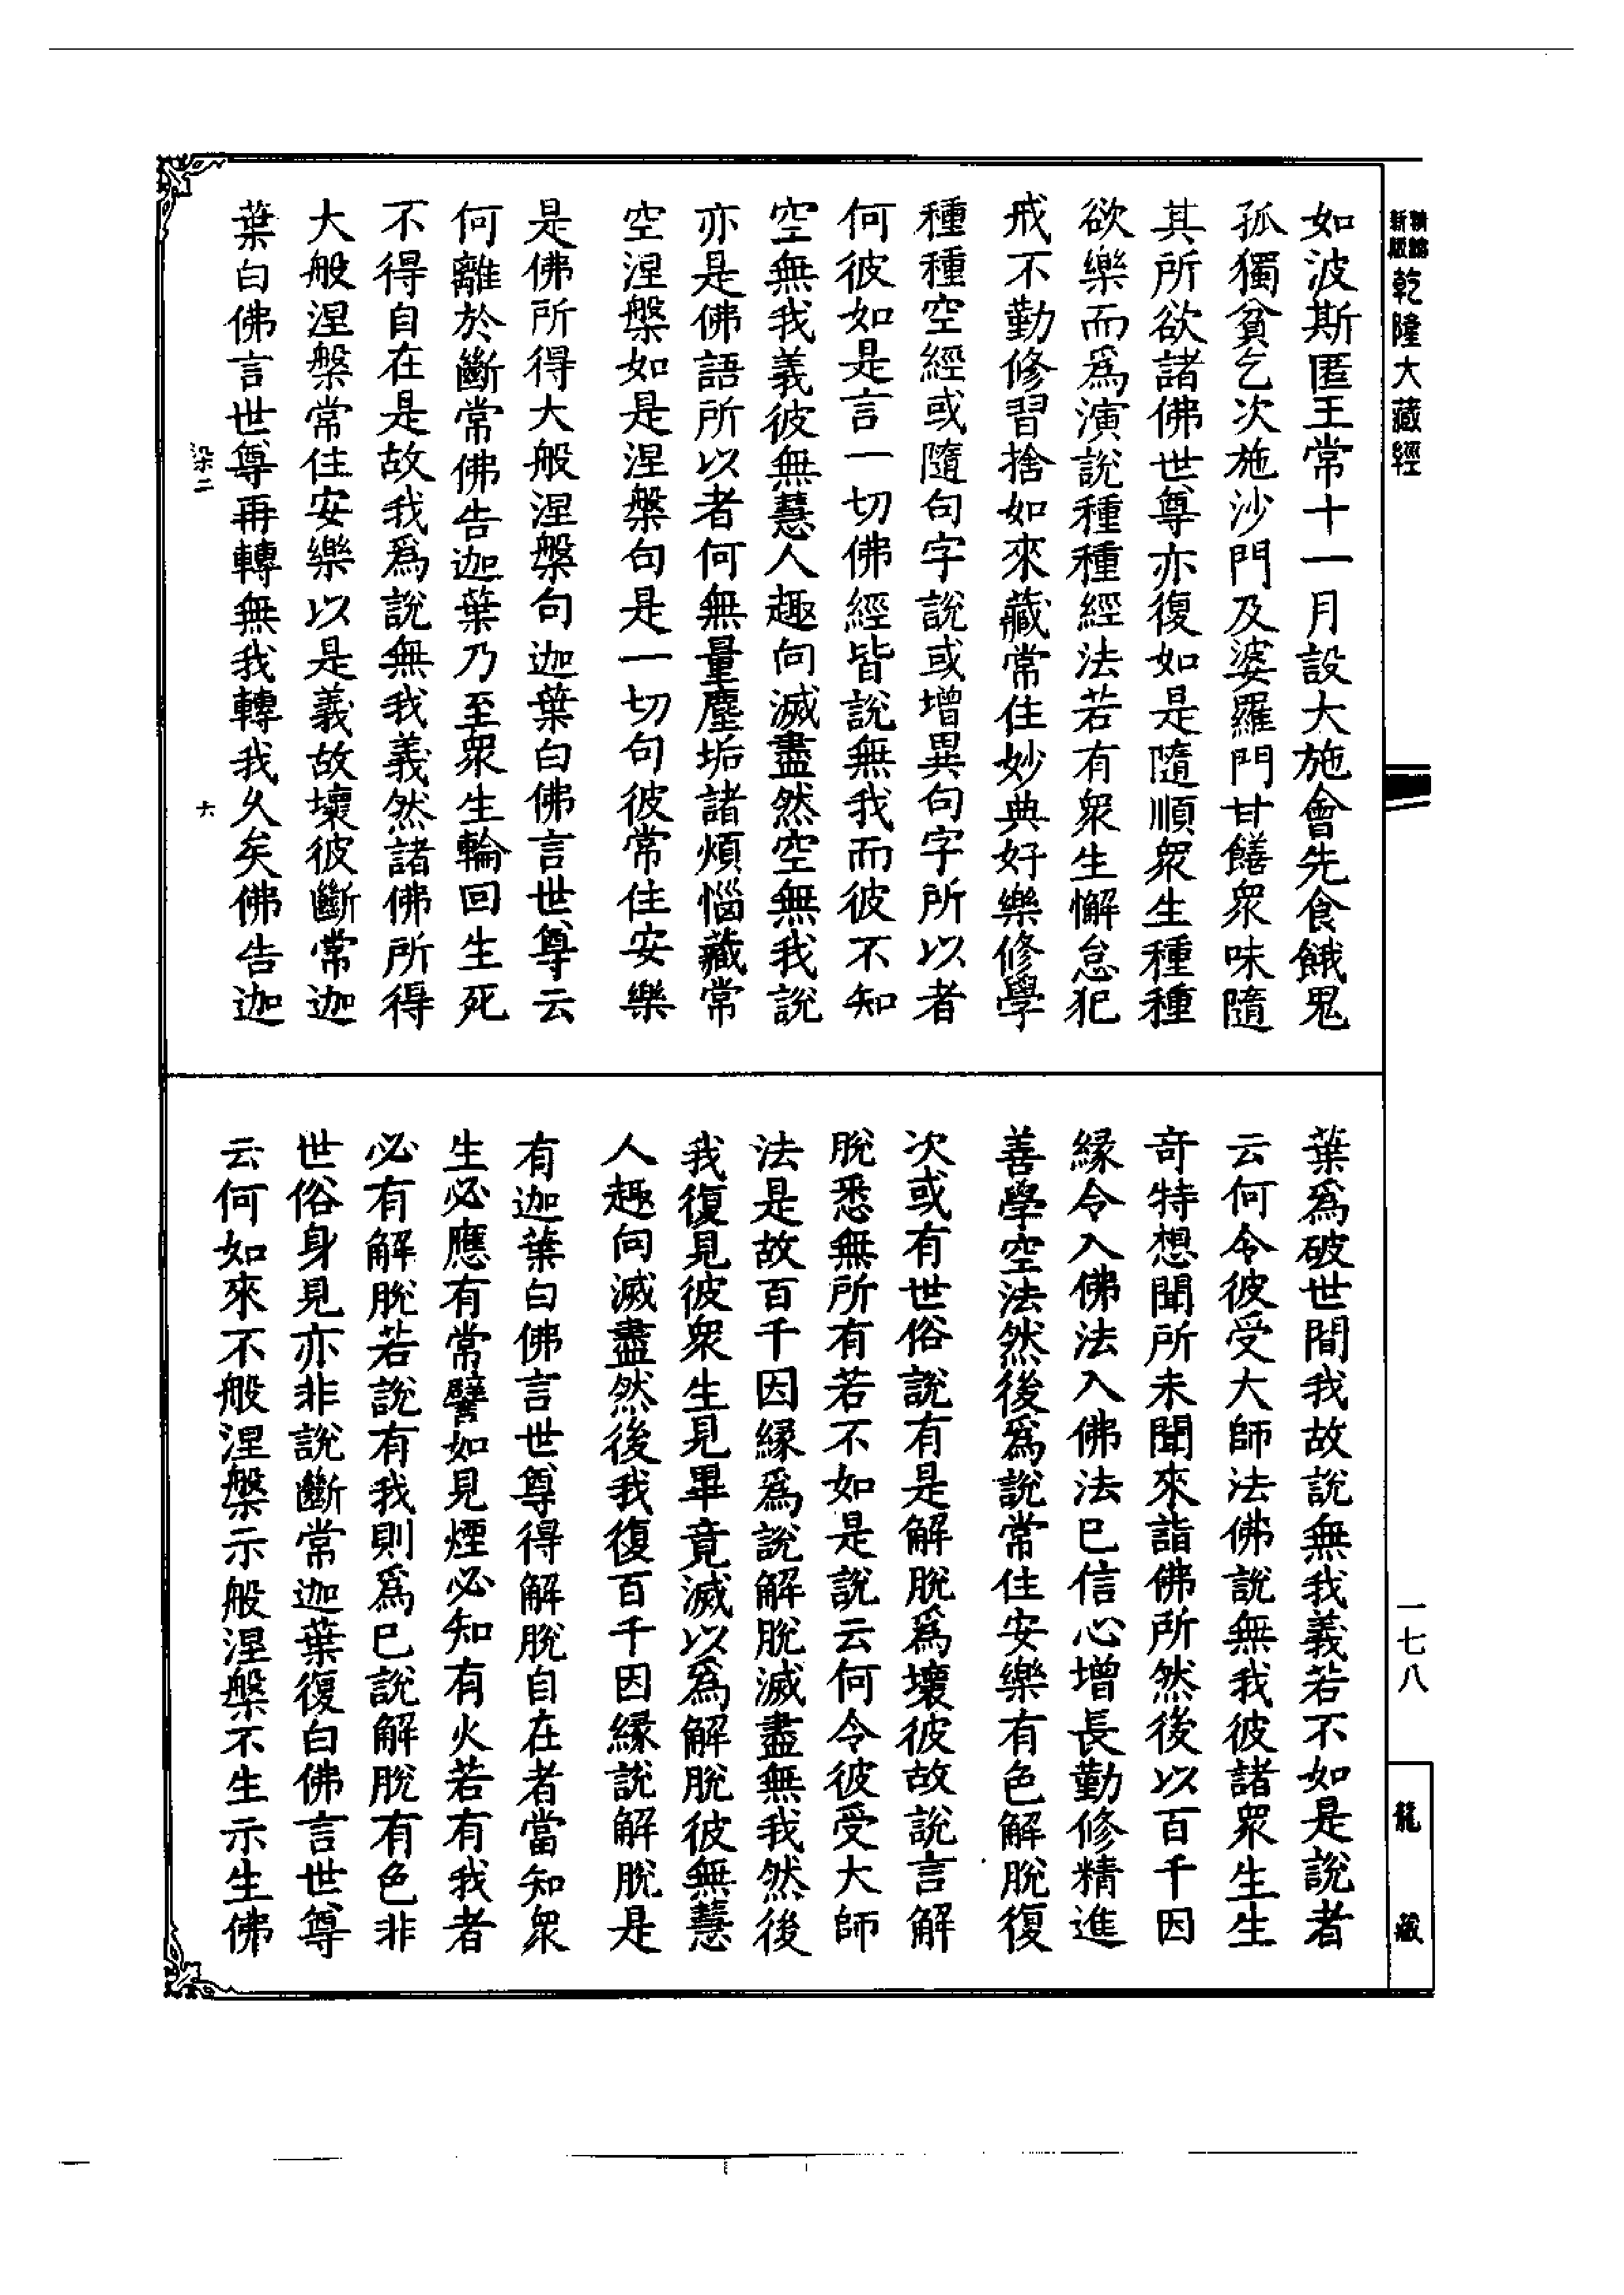 新版
乾隆大藏經
如波斯匿王常十一月設大施會先食餓鬼
孤獨貧乞次施沙門及婆羅門甘饍眾味隨
其所欲諸佛世尊亦復如是隨順眾生種種
欲樂而爲演說種種經法若有眾生懈怠犯
戒不勤修習捨如來藏常住妙典好樂修學
種種空經或隨句字說或增異句字所以者
何彼如是言一切佛經皆說無我而彼不知
空無我義彼無慧人趣向滅盡然空無我說
亦是佛語所以者何無量塵垢諸煩惱藏常
空涅槃如是涅槃句是一切句彼常住安樂
是佛所得大般涅槃句迦葉白佛言世尊云
何離於斷常佛告迦葉乃至眾生輪回生死
不得自在是故我爲說無我義然諸佛所得
大般涅槃常住安樂以是義故壞彼斷常迦
葉白佛言世尊再轉無我轉我久矣佛告迦
染二
六
葉爲破世間我故說無我義若不如是說者
云何令彼受大師法佛說無我彼諸眾生生
奇特想聞所未聞來詣佛所然後以百千因
緣令入佛法入佛法已信心增長勤修精進
善學空法然後爲說常住安樂有色解脫復
次或有世俗說有是解脫爲壞彼故說言解
脫悉無所有若不如是說云何令彼受大師
法是故百千因緣爲說解脫滅盡無我然後
我復見彼眾生見畢竟滅以爲解脫彼無慧
人趣向滅盡然後我復百千因緣說解脫是
有迦葉白佛言世尊得解脫自在者當知眾
生必應有常譬如見煙必知有火若有我者
必有解脫若說有我則爲已說解脫有色非
世俗身見亦非說斷常迦葉復白佛言世尊
云何如來不般涅槃示般涅槃不生示生佛
一七八
龍藏